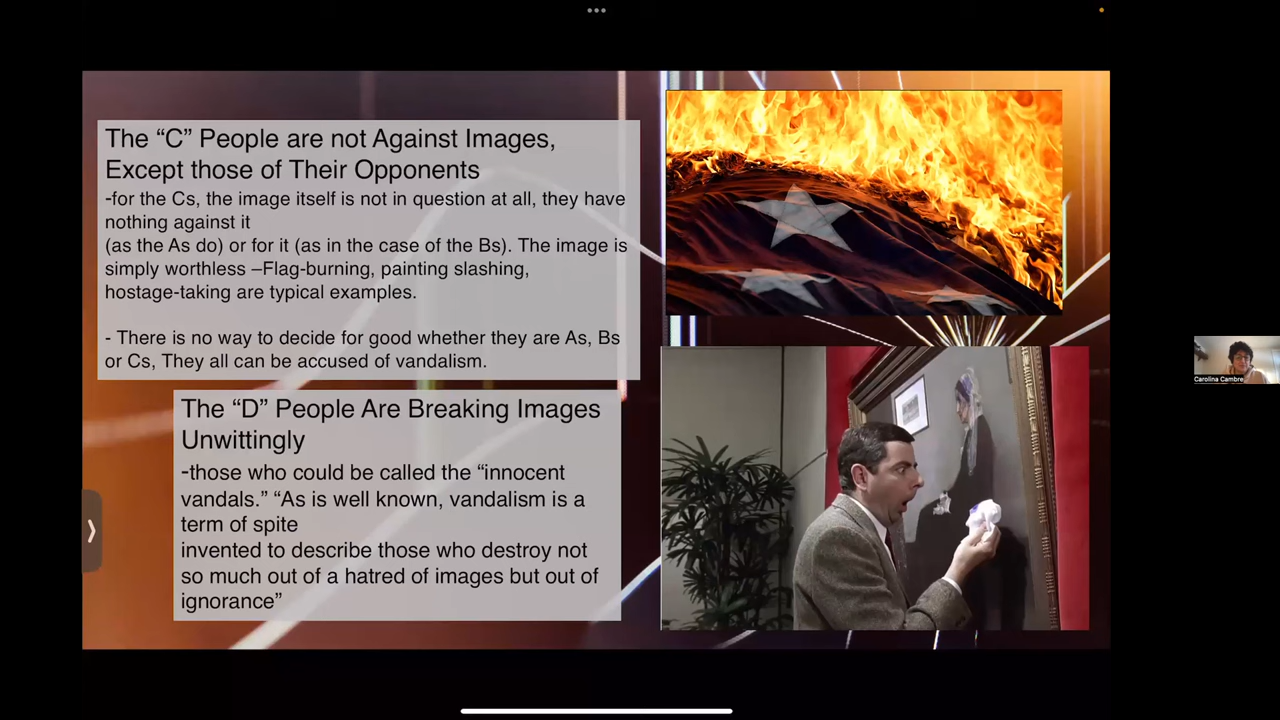 The “C” People are not Against Images,
Except those of Their Opponents
-for the Cs, the image itself is not in question at all, they have
nothing against it
(as the As do) or for it (as in the case of the Bs). The image is
simply worthless –Flag-burning, painting slashing,
hostage-taking are typical examples.
- There is no way to decide for good whether they are As, Bs
or Cs, They all can be accused of vandalism.
The “D” People Are Breaking Images
Unwittingly
-those who could be called the “innocent
vandals.” “As is well known, vandalism is a
term of spite
invented to describe those who destroy not
so much out of a hatred of images but out of
ignorance”
Carolina Cambre